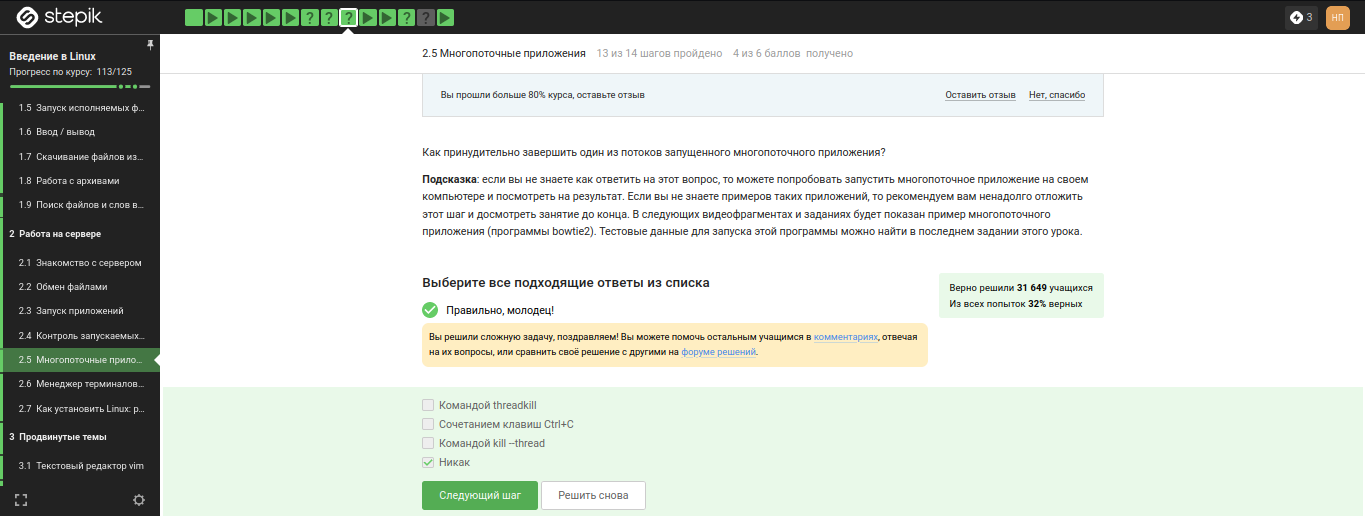 stepik
? ? ? ? ?
3
НП
Введение в Linux
Прогресс по курсу: 113/125
1.5 Запуск исполняемых ф...
1.6 Ввод / вывод
1.7 Скачивание файлов из...
1.8 Работа с архивами
1.9 Поиск файлов и слов в...
2 Работа на сервере
2.1 Знакомство с сервером
2.2 Обмен файлами
2.3 Запуск приложений
2.4 Контроль запускаемых...
2.5 Многопоточные прило...
2.6 Менеджер терминалов...
2.7 Как установить Linux: р...
3 Продвинутые темы
3.1 Текстовый редактор vim
2.5 Многопоточные приложения 13 из 14 шагов пройдено 4 из 6 баллов получено
Вы прошли больше 80% курса, оставьте отзыв Оставить отзыв Нет, спасибо
Как принудительно завершить один из потоков запущенного многопоточного приложения?
Подсказка: если вы не знаете как ответить на этот вопрос, то можете попробовать запустить многопоточное приложение на своем
компьютере и посмотреть на результат. Если вы не знаете примеров таких приложений, то рекомендуем вам ненадолго отложить
этот шаг и досмотреть занятие до конца. В следующих видеофрагментах и заданиях будет показан пример многопоточного
приложения (программы bowtie2). Тестовые данные для запуска этой программы можно найти в последнем задании этого урока.
Выберите все подходящие ответы из списка
Верно решили 31 649 учащихся
Из всех попыток 32% верных
Правильно, молодец!
Вы решили сложную задачу, поздравляем! Вы можете помочь остальным учащимся в комментариях, отвечая
на их вопросы, или сравнить своё решение с другими на форуме решений.
Командой threadkill
Сочетанием клавиш Ctrl+C
Командой kill --thread
Никак
Следующий шаг Решить снова